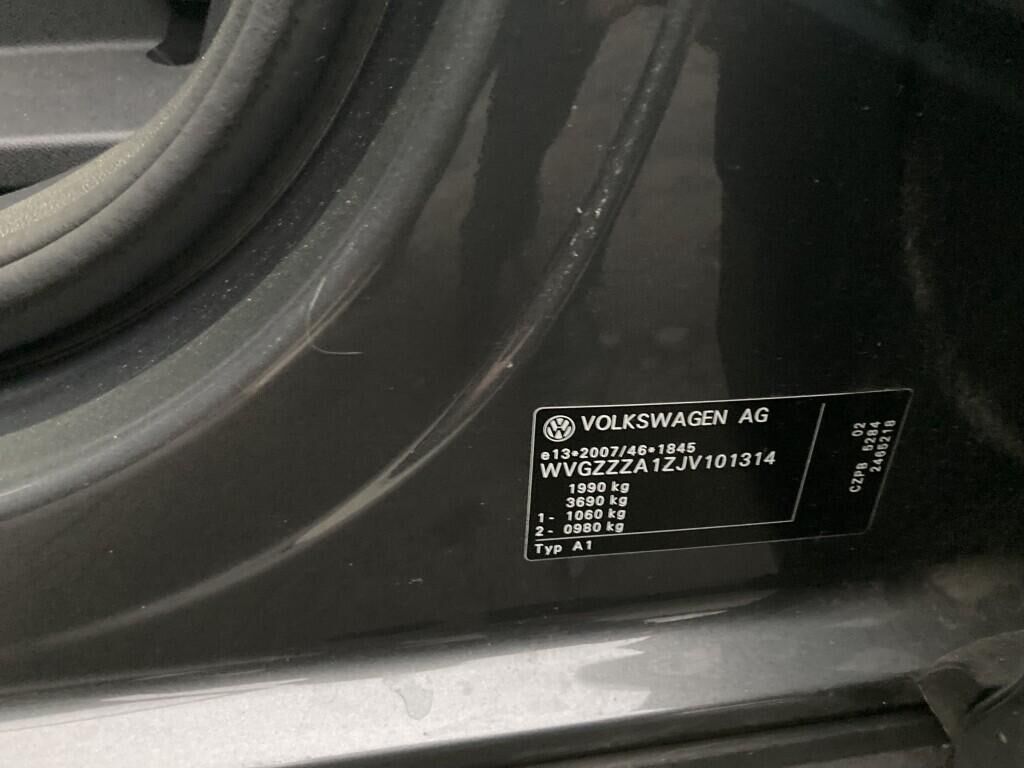 VOLKSWAGEN AG
e13*2007/46*1845
WVGZZZA1ZJV101314
1990 kg
3690 kg
1- 1060 kg
2- 0980 kg
Typ A1
02
CZPB 5284
2465218